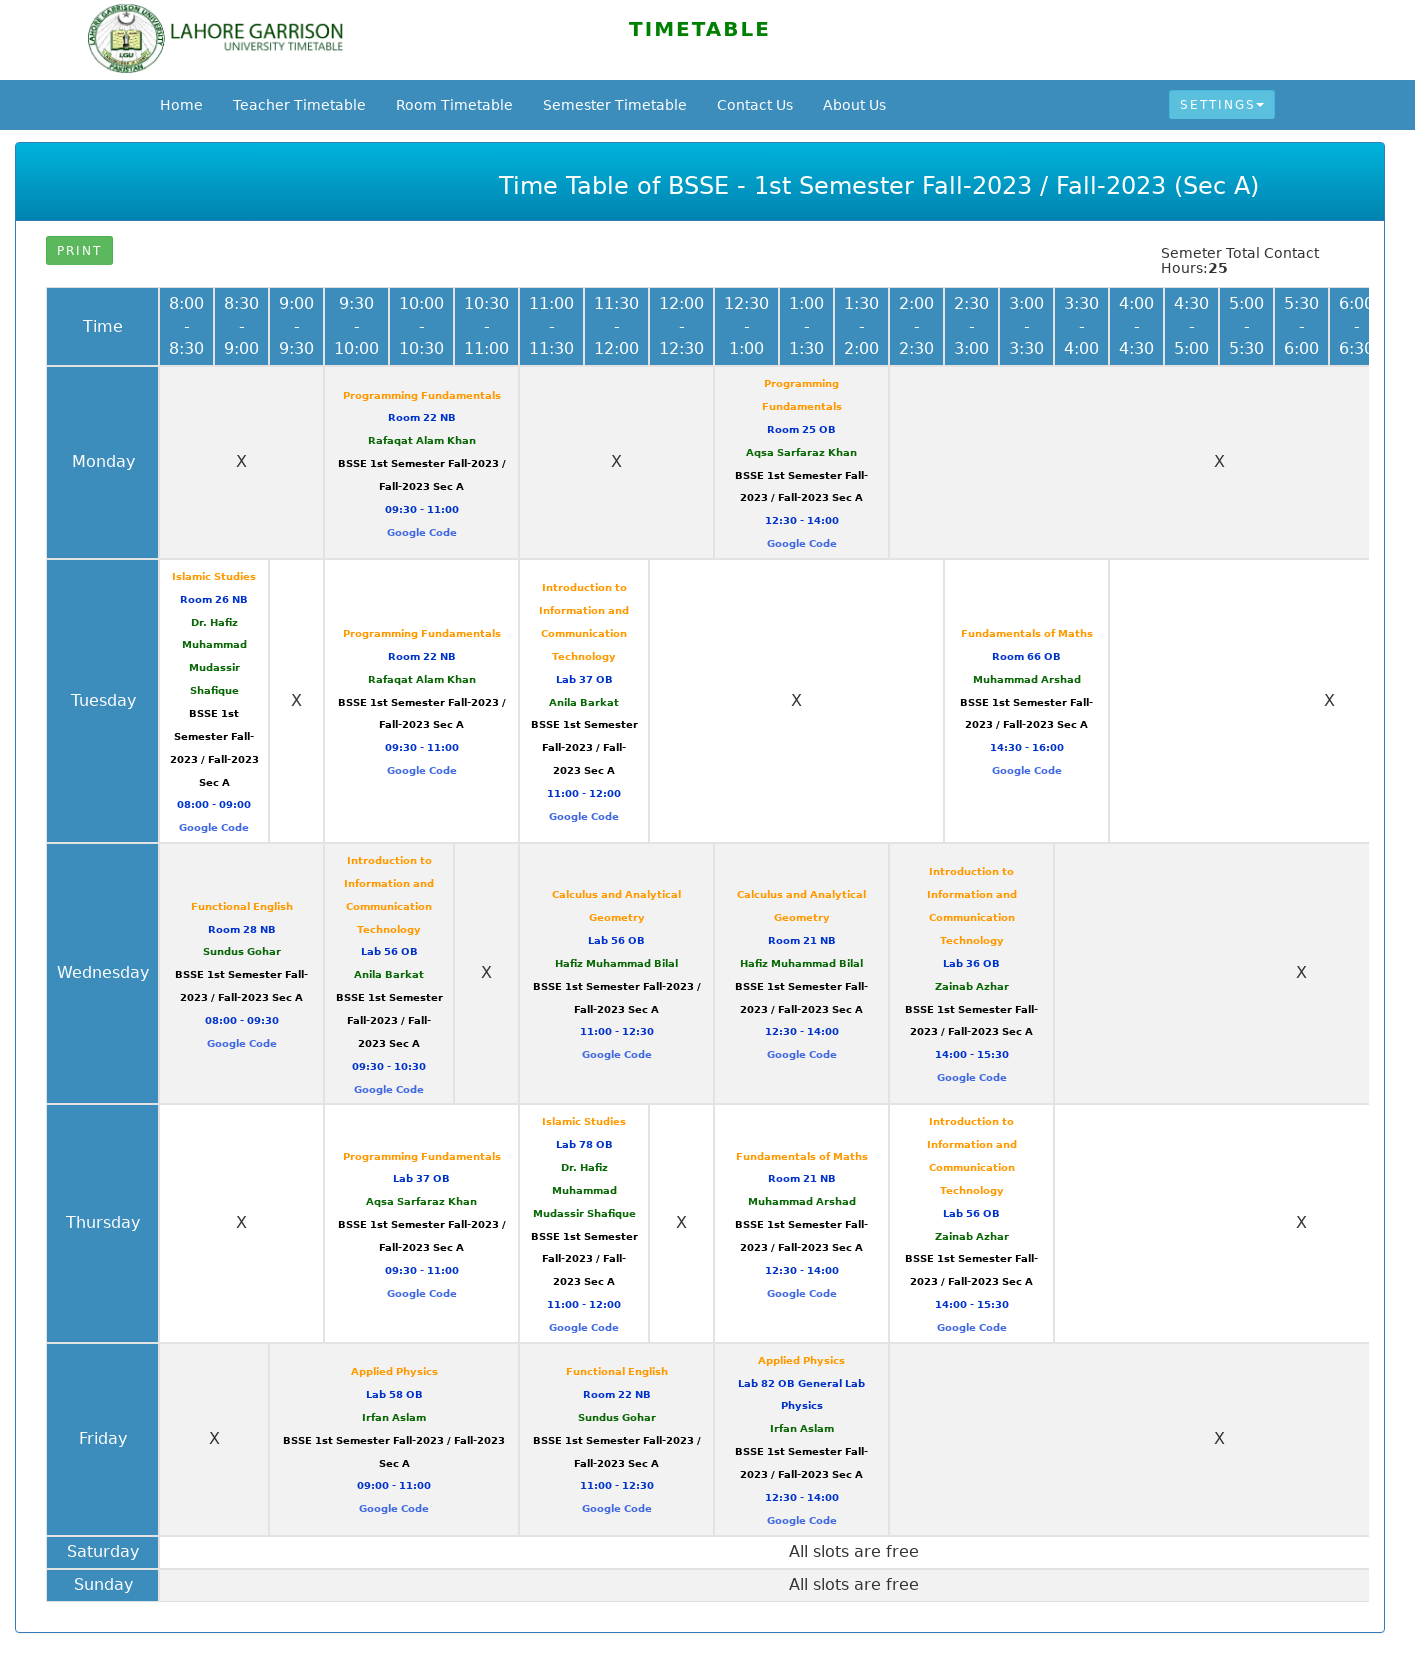 LAHORE GARRISON
UNIVERSITY TIMETABLE
TIMETABLE
Home
Teacher Timetable
Room Timetable
Semester Timetable
Contact Us
About Us
SETTINGS
Time Table of BSSE - 1st Semester Fall-2023 / Fall-2023 (Sec A)
PRINT
Semeter Total Contact
Hours:25
Time
8:00
-
8:30
8:30
-
9:00
9:00
-
9:30
9:30
-
10:00
10:00
-
10:30
10:30
-
11:00
11:00
-
11:30
11:30
-
12:00
12:00
-
12:30
12:30
-
1:00
1:00
-
1:30
1:30
-
2:00
2:00
-
2:30
2:30
-
3:00
3:00
-
3:30
3:30
-
4:00
4:00
-
4:30
4:30
-
5:00
5:00
-
5:30
5:30
-
6:00
6:00
-
6:30
Monday
X
Programming Fundamentals
Room 22 NB
Rafaqat Alam Khan
BSSE 1st Semester Fall-2023 /
Fall-2023 Sec A
09:30 - 11:00
Google Code
X
Programming
Fundamentals
Room 25 OB
Aqsa Sarfaraz Khan
BSSE 1st Semester Fall-
2023 / Fall-2023 Sec A
12:30 - 14:00
Google Code
X
Tuesday
Islamic Studies
Room 26 NB
Dr. Hafiz
Muhammad
Mudassir
Shafique
BSSE 1st
Semester Fall-
2023 / Fall-2023
Sec A
08:00 - 09:00
Google Code
X
Programming Fundamentals
Room 22 NB
Rafaqat Alam Khan
BSSE 1st Semester Fall-2023 /
Fall-2023 Sec A
09:30 - 11:00
Google Code
Introduction to
Information and
Communication
Technology
Lab 37 OB
Anila Barkat
BSSE 1st Semester
Fall-2023 / Fall-
2023 Sec A
11:00 - 12:00
Google Code
X
Fundamentals of Maths
Room 66 OB
Muhammad Arshad
BSSE 1st Semester Fall-
2023 / Fall-2023 Sec A
14:30 - 16:00
Google Code
X
Wednesday
Functional English
Room 28 NB
Sundus Gohar
BSSE 1st Semester Fall-
2023 / Fall-2023 Sec A
08:00 - 09:30
Google Code
Introduction to
Information and
Communication
Technology
Lab 56 OB
Anila Barkat
BSSE 1st Semester
Fall-2023 / Fall-
2023 Sec A
09:30 - 10:30
Google Code
X
Calculus and Analytical
Geometry
Lab 56 OB
Hafiz Muhammad Bilal
BSSE 1st Semester Fall-2023 /
Fall-2023 Sec A
11:00 - 12:30
Google Code
Calculus and Analytical
Geometry
Room 21 NB
Hafiz Muhammad Bilal
BSSE 1st Semester Fall-
2023 / Fall-2023 Sec A
12:30 - 14:00
Google Code
Introduction to
Information and
Communication
Technology
Lab 36 OB
Zainab Azhar
BSSE 1st Semester Fall-
2023 / Fall-2023 Sec A
14:00 - 15:30
Google Code
X
Thursday
X
Programming Fundamentals
Lab 37 OB
Aqsa Sarfaraz Khan
BSSE 1st Semester Fall-2023 /
Fall-2023 Sec A
09:30 - 11:00
Google Code
Islamic Studies
Lab 78 OB
Dr. Hafiz
Muhammad
Mudassir Shafique
BSSE 1st Semester
Fall-2023 / Fall-
2023 Sec A
11:00 - 12:00
Google Code
X
Fundamentals of Maths
Room 21 NB
Muhammad Arshad
BSSE 1st Semester Fall-
2023 / Fall-2023 Sec A
12:30 - 14:00
Google Code
Introduction to
Information and
Communication
Technology
Lab 56 OB
Zainab Azhar
BSSE 1st Semester Fall-
2023 / Fall-2023 Sec A
14:00 - 15:30
Google Code
X
Friday
X
Applied Physics
Lab 58 OB
Irfan Aslam
BSSE 1st Semester Fall-2023 / Fall-2023
Sec A
09:00 - 11:00
Google Code
Functional English
Room 22 NB
Sundus Gohar
BSSE 1st Semester Fall-2023 /
Fall-2023 Sec A
11:00 - 12:30
Google Code
Applied Physics
Lab 82 OB General Lab
Physics
Irfan Aslam
BSSE 1st Semester Fall-
2023 / Fall-2023 Sec A
12:30 - 14:00
Google Code
X
Saturday
All slots are free
Sunday
All slots are free